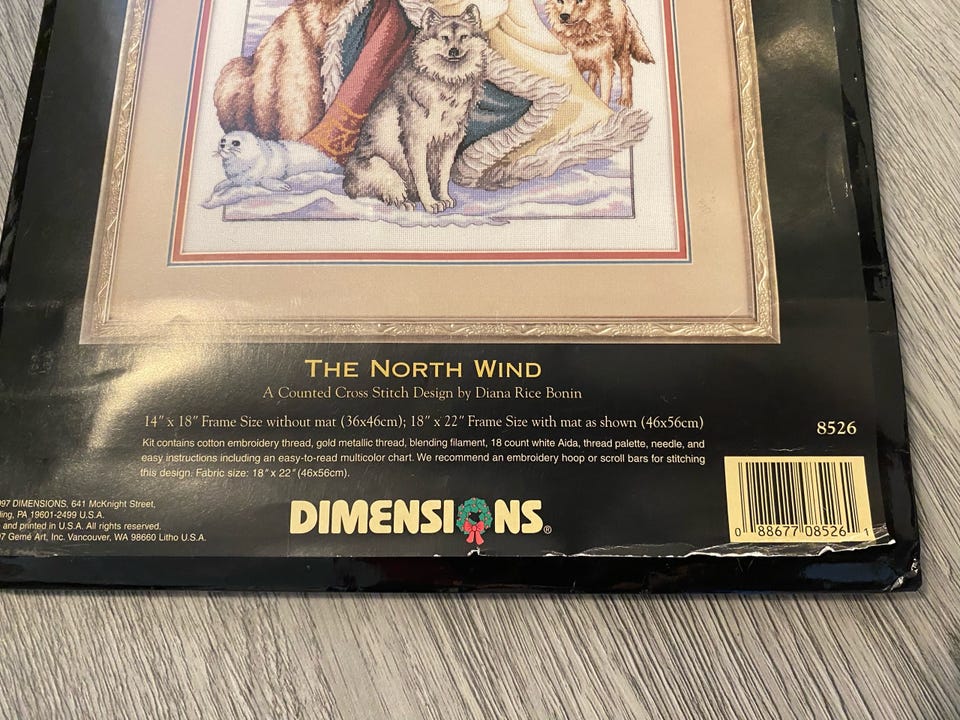 THE NORTH WIND
A Counted Cross Stitch Design by Diana Rice Bonin
14" x 18" Frame Size without mat (36x46cm); 18" x 22" Frame Size with mat as shown (46x56cm)
8526
Kit contains cotton embroidery thread, gold metallic thread, blending filament, 18 count white Aida, thread palette, needle, and
easy instructions including an easy-to-read multicolor chart. We recommend an embroidery hoop or scroll bars for stitching
this design. Fabric size: 18" x 22" (46x56cm).
97 DIMENSIONS, 641 McKnight Street,
ing, PA 19601-2499 U.S.A.
and printed in U.S.A. All rights reserved.
7 Gemé Art, Inc. Vancouver, WA 98660 Litho U.S.A.
DIMENSIONS®
0 88677 08526 1